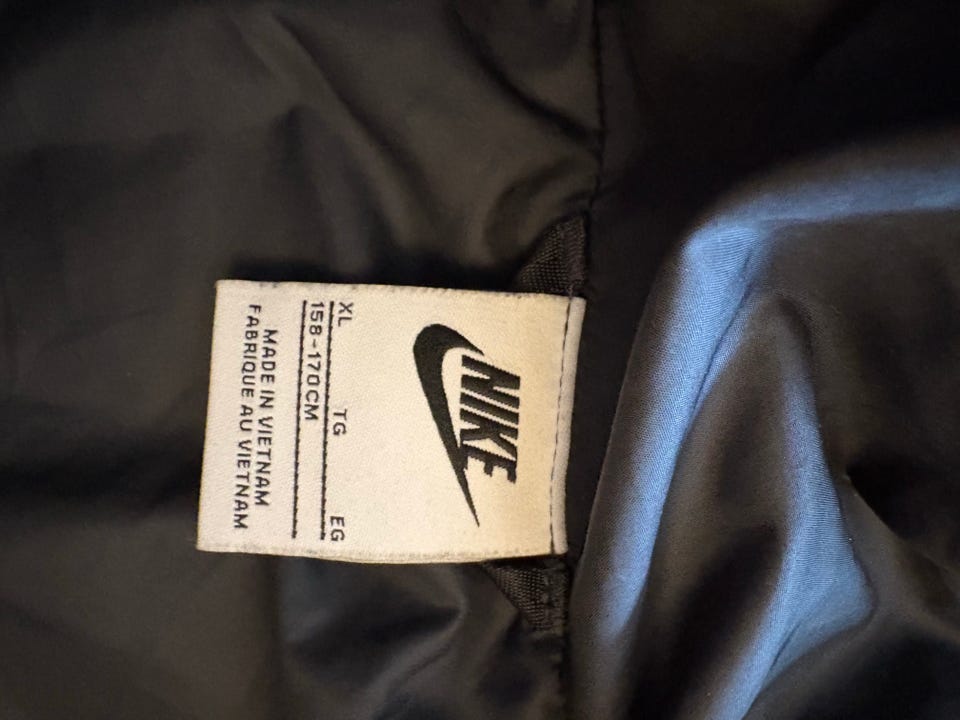 NIKE
XL TG EG
158-170CM
MADE IN VIETNAM
FABRIQUE AU VIETNAM